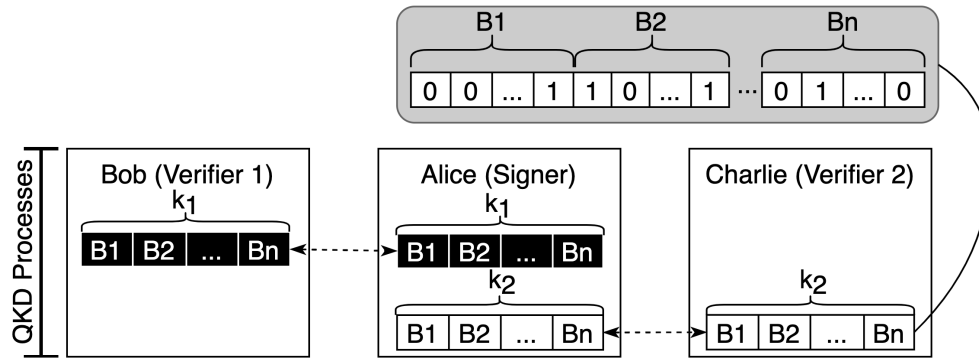 B1 B2 Bn
0 0 ... 1 1 0 ... 1 ... 0 1 ... 0
QKD Processes
Bob (Verifier 1)
k1
B1 B2 ... Bn
Alice (Signer)
k1
B1 B2 ... Bn
k2
B1 B2 ... Bn
Charlie (Verifier 2)
k2
B1 B2 ... Bn